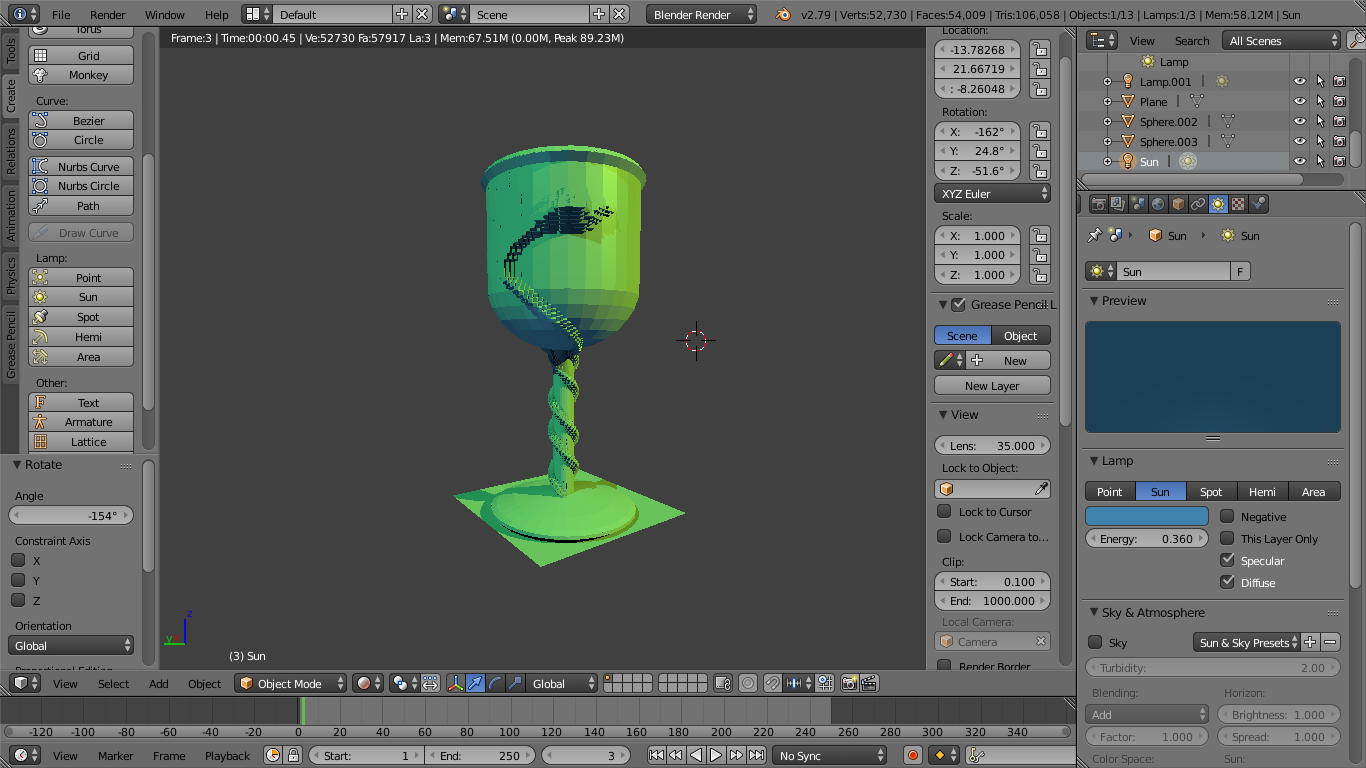 File Render Window Help Default Scene Blender Render v2.79 | Verts:52,730 | Faces:54,009 | Tris:106,058 | Objects:1/13 | Lamps:1/3 | Mem:58.12M | Sun
Frame:3 | Time:00:00.45 | Ve:52730 Fa:57917 La:3 | Mem:67.51M (0.00M, Peak 89.23M)
Tools
Create
Relations
Animation
Physics
Grease Pencil
Torus
Grid
Monkey
Curve:
Bezier
Circle
Nurbs Curve
Nurbs Circle
Path
Draw Curve
Lamp:
Point
Sun
Spot
Hemi
Area
Other:
Text
Armature
Lattice
Rotate
Angle
-154°
Constraint Axis
X
Y
Z
Orientation
Global
Proportional Editing
z
y
(3) Sun
Location:
-13.78268
21.66719
: -8.26048
Rotation:
X: -162°
Y: 24.8°
Z: -51.6°
XYZ Euler
Scale:
X: 1.000
Y: 1.000
Z: 1.000
Grease Pencil L
Scene Object
New
New Layer
View
Lens: 35.000
Lock to Object:
Lock to Cursor
Lock Camera to...
Clip:
Start: 0.100
End: 1000.000
Local Camera:
Camera
Render Border
View Search All Scenes
Lamp
Lamp.001
Plane
Sphere.002
Sphere.003
Sun
Sun Sun
Sun F
Preview
Lamp
Point Sun Spot Hemi Area
Negative
Energy: 0.360 This Layer Only
Specular
Diffuse
Sky & Atmosphere
Sky Sun & Sky Presets
Turbidity: 2.00
Blending: Horizon:
Add Brightness: 1.000
Factor: 1.000 Spread: 1.000
Color Space: Sun:
View Select Add Object Object Mode Global
-120 -100 -80 -60 -40 -20 0 20 40 60 80 100 120 140 160 180 200 220 240 260 280 300 320 340
View Marker Frame Playback Start: 1 End: 250 3 No Sync